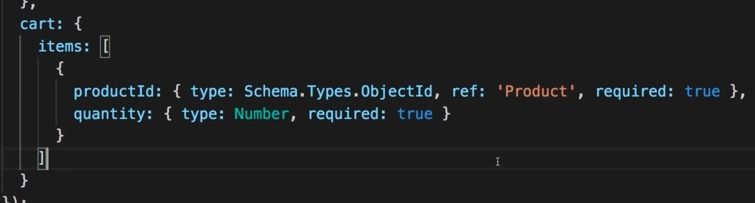 },
cart: {
items: [
{
productId: { type: Schema.Types.ObjectId, ref: 'Product', required: true },
quantity: { type: Number, required: true }
}
]
}
});